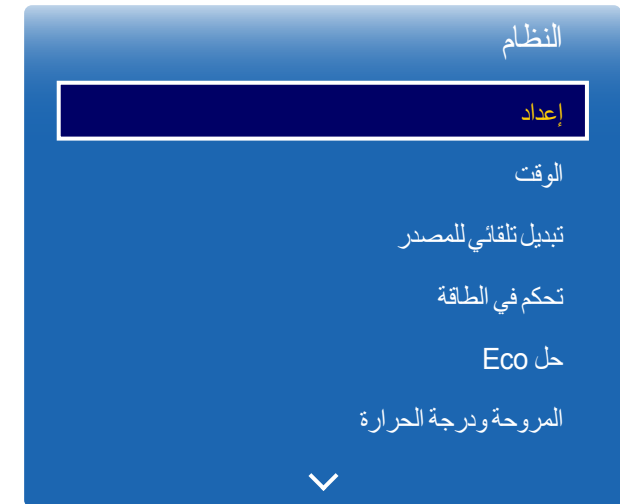 النظام
إعداد
الوقت
تبديل تلقائي للمصدر
تحكم في الطاقة
حل Eco
المروحة ودرجة الحرارة